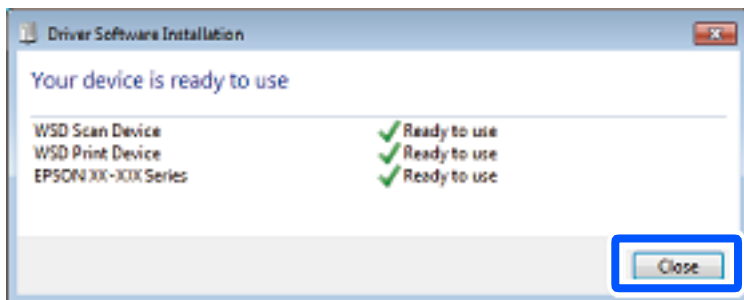 Driver Software Installation
Your device is ready to use
WSD Scan Device Ready to use
WSD Print Device Ready to use
EPSON XX-XXX Series Ready to use
Close